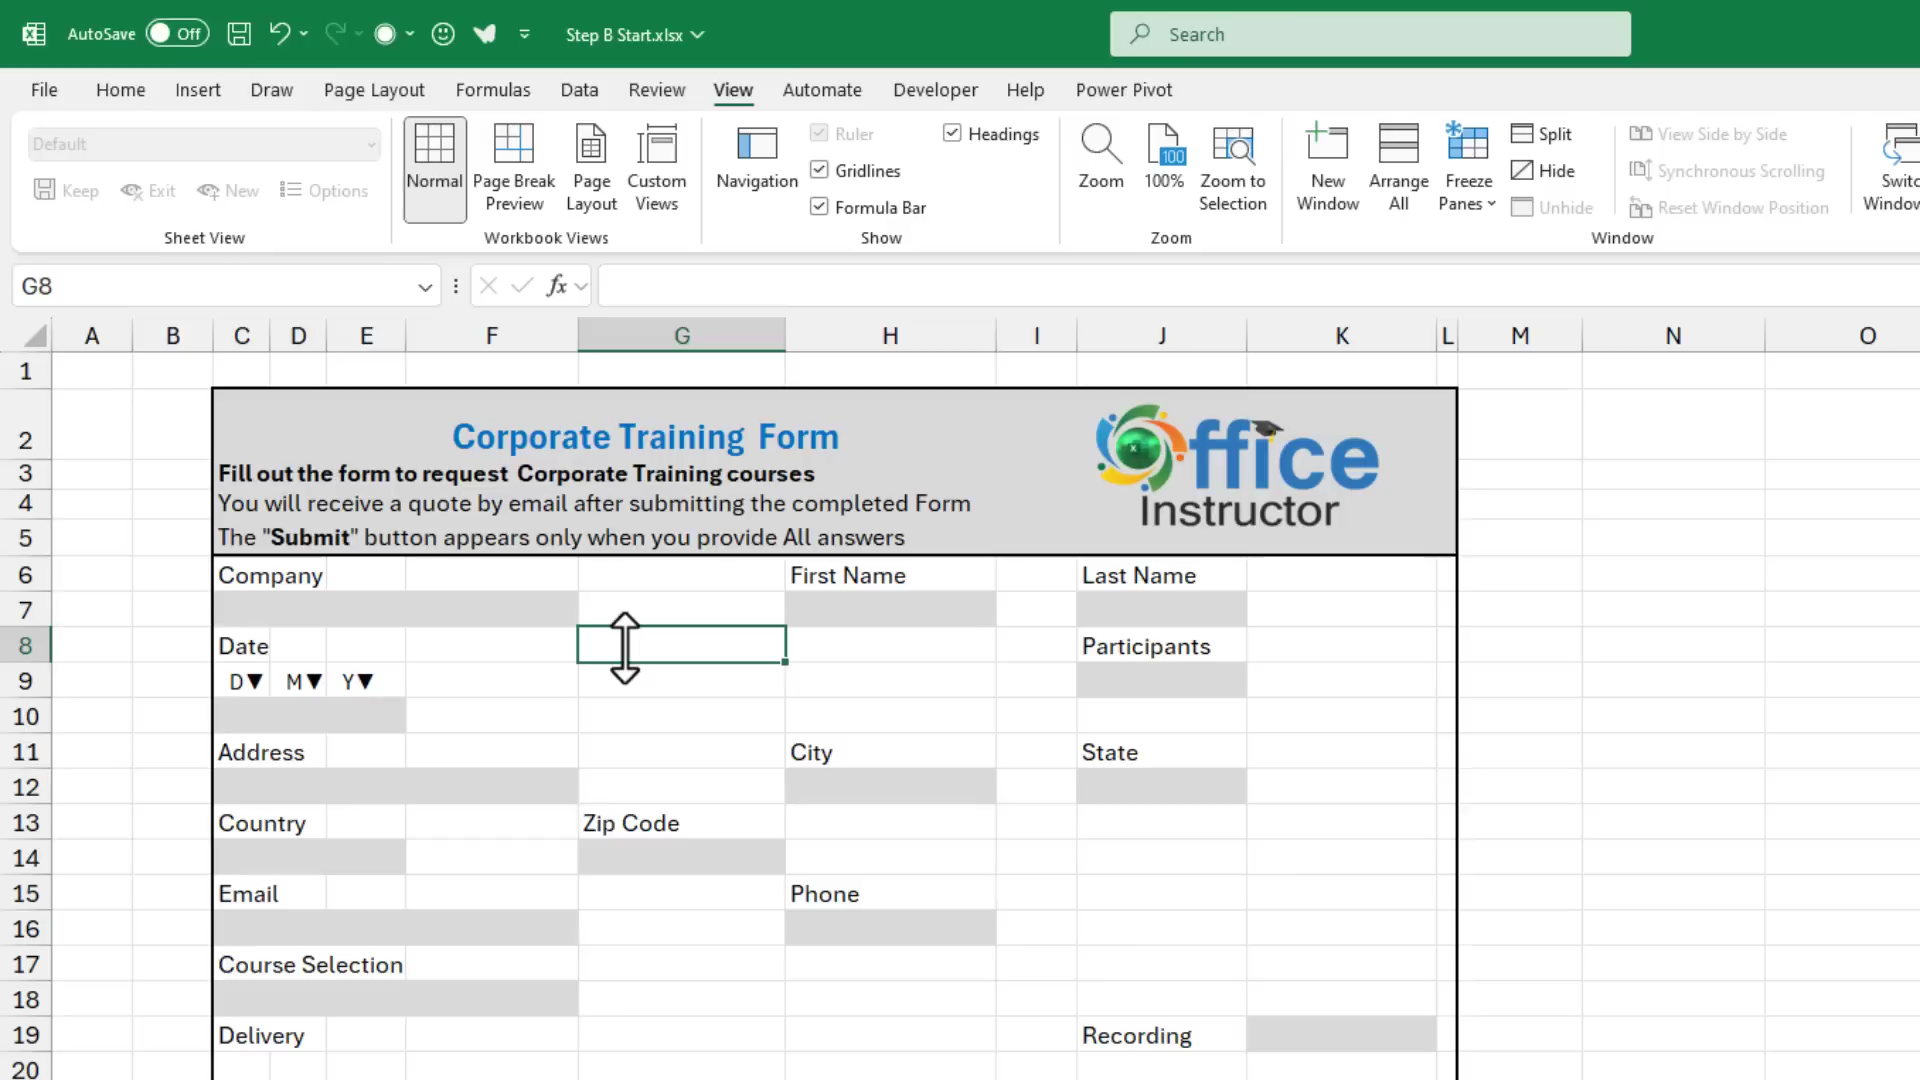 AutoSave Off Step B Start.xlsx Search
File Home Insert Draw Page Layout Formulas Data Review View Automate Developer Help Power Pivot
Default
Keep Exit New Options
Sheet View
Normal
Page Break Preview
Page Layout
Custom Views
Workbook Views
Navigation
Ruler
Gridlines
Formula Bar
Headings
Show
Zoom
100
100%
Zoom to Selection
Zoom
New Window
Arrange All
Freeze Panes
Split
Hide
Unhide
View Side by Side
Synchronous Scrolling
Reset Window Position
Window
G8 fx
A B C D E F G H I J K L M N O
1
2 Corporate Training Form
3 Fill out the form to request Corporate Training courses
4 You will receive a quote by email after submitting the completed Form
5 The "Submit" button appears only when you provide All answers
Office
Instructor
6 Company First Name Last Name
7
8 Date Participants
9 D▼ M▼ Y▼
10
11 Address City State
12
13 Country Zip Code
14
15 Email Phone
16
17 Course Selection
18
19 Delivery Recording
20